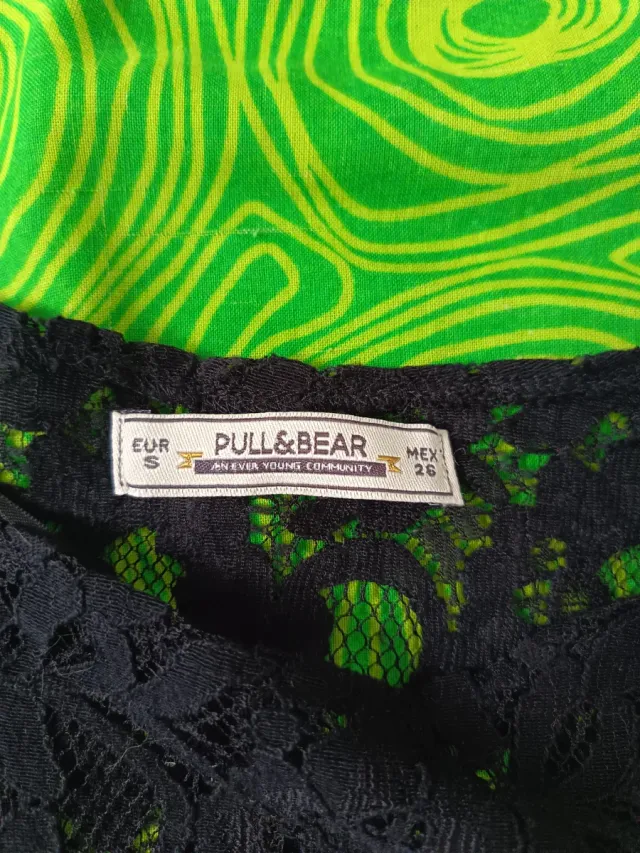 EUR
S
PULL&BEAR
AN EVER YOUNG COMMUNITY
MEX
26